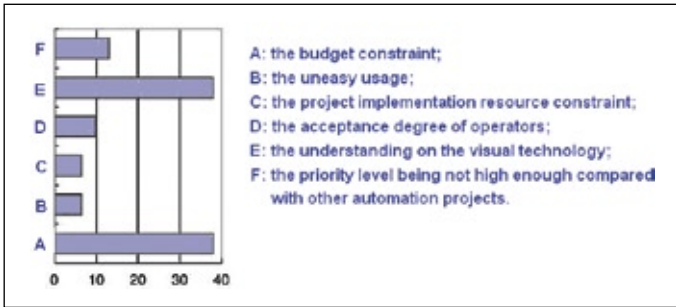 F
E
D
C
B
A
0 10 20 30 40
A: the budget constraint;
B: the uneasy usage;
C: the project implementation resource constraint;
D: the acceptance degree of operators;
E: the understanding on the visual technology;
F: the priority level being not high enough compared
with other automation projects.